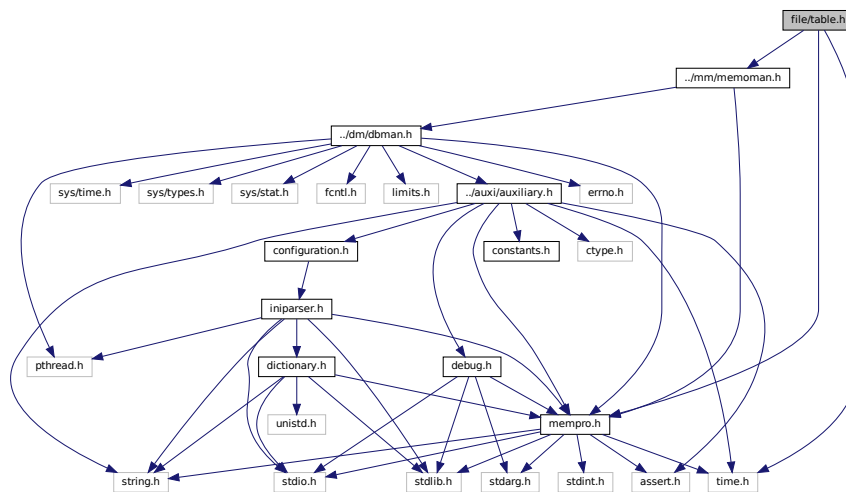 file/table.h
../mm/memoman.h
../dm/dbman.h
sys/time.h
sys/types.h
sys/stat.h
fcntl.h
limits.h
../auxi/auxiliary.h
errno.h
configuration.h
constants.h
ctype.h
iniparser.h
pthread.h
dictionary.h
debug.h
unistd.h
mempro.h
string.h
stdio.h
stdlib.h
stdarg.h
stdint.h
assert.h
time.h